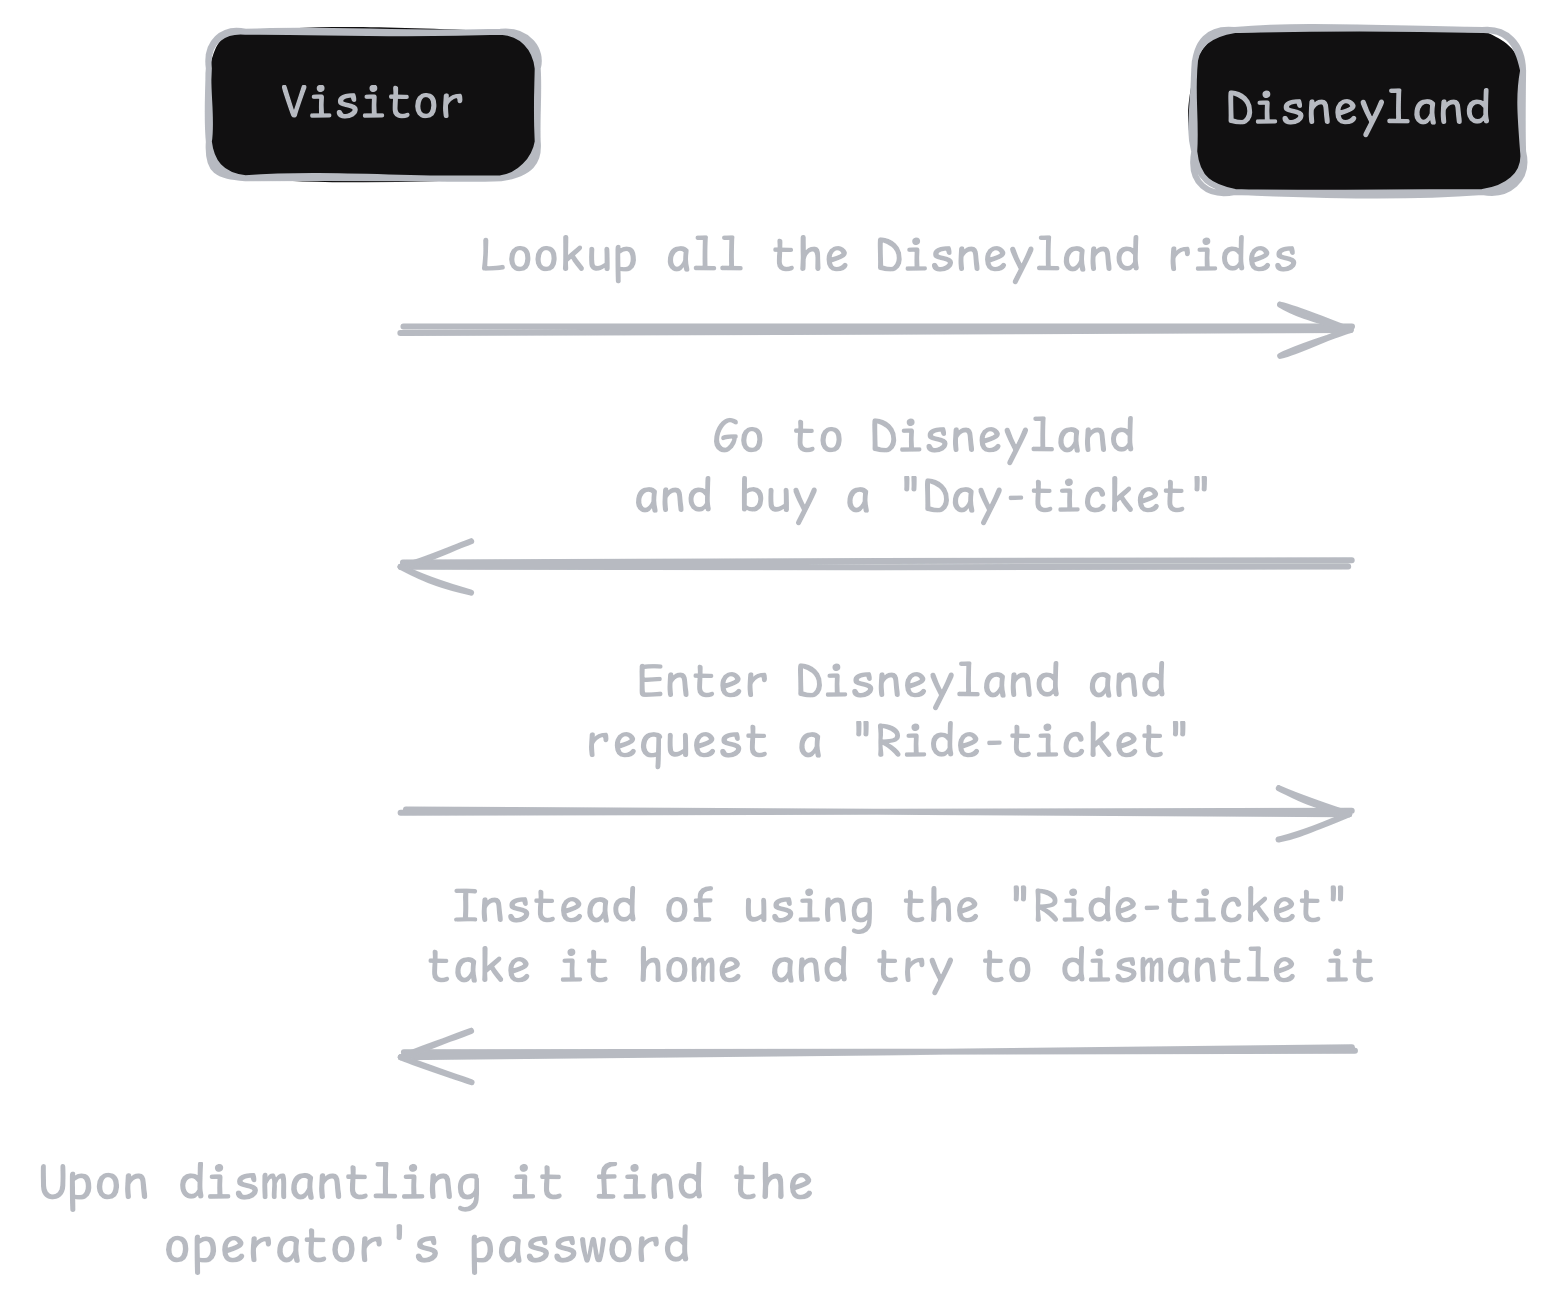 Visitor
Disneyland
Lookup all the Disneyland rides
Go to Disneyland
and buy a "Day-ticket"
Enter Disneyland and
request a "Ride-ticket"
Instead of using the "Ride-ticket"
take it home and try to dismantle it
Upon dismantling it find the
operator's password